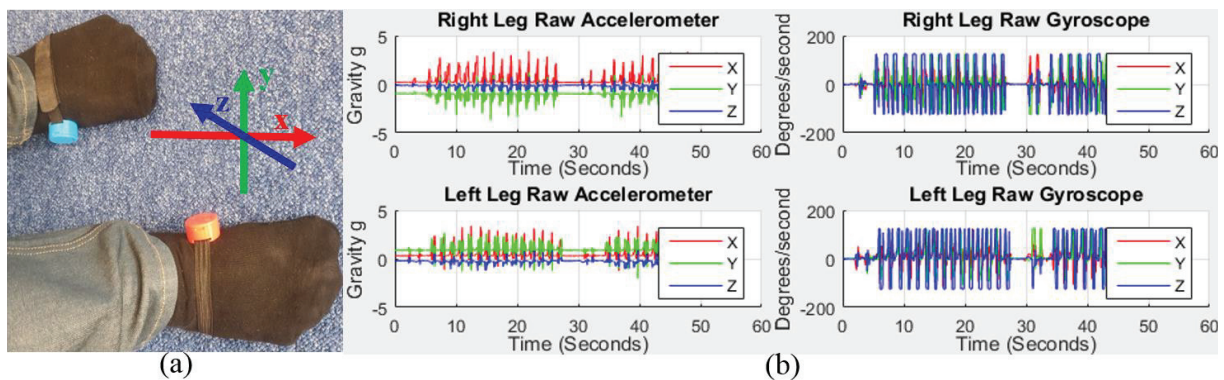 y
z
x
(a)
Right Leg Raw Accelerometer
Gravity g
5
0
-5
0 10 20 30 40 50 60
Time (Seconds)
X
Y
Z
Right Leg Raw Gyroscope
Degrees/second
200
0
-200
0 10 20 30 40 50 60
Time (Seconds)
X
Y
Z
Left Leg Raw Accelerometer
Gravity g
5
0
-5
0 10 20 30 40 50 60
Time (Seconds)
X
Y
Z
Left Leg Raw Gyroscope
Degrees/second
200
0
-200
0 10 20 30 40 50 60
Time (Seconds)
X
Y
Z
(b)